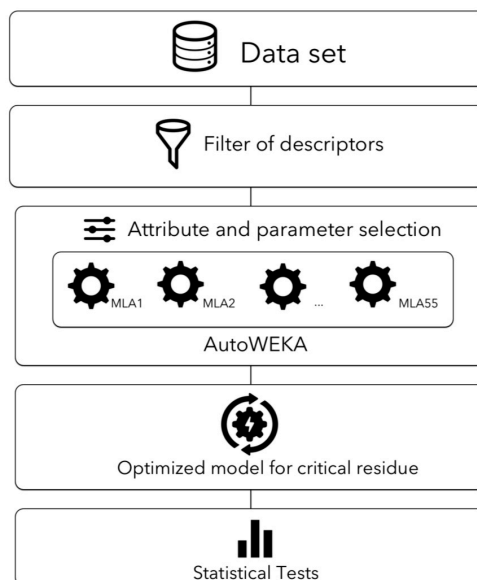 Data set
Filter of descriptors
Attribute and parameter selection
MLA1 MLA2 ... MLA55
AutoWEKA
Optimized model for critical residue
Statistical Tests